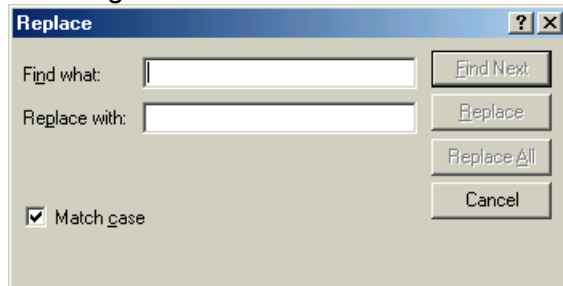 Replace
Find what:
Find Next
Replace with:
Replace
Replace All
Cancel
Match case